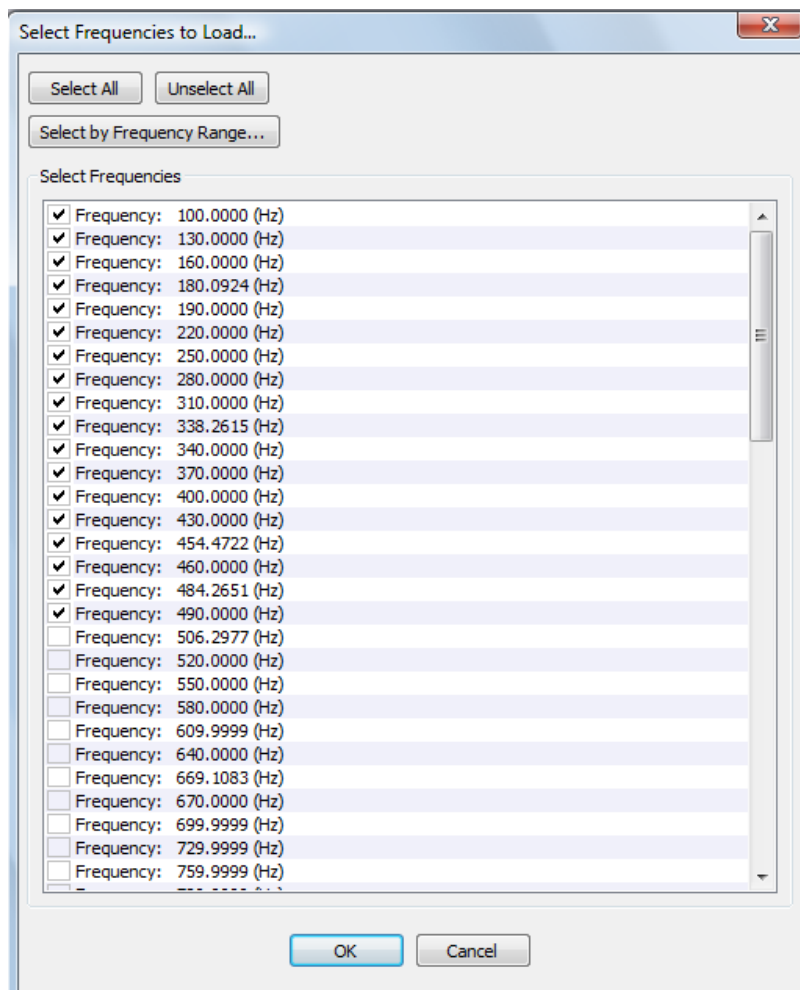 Select Frequencies to Load...
Select All Unselect All
Select by Frequency Range...
Select Frequencies
Frequency: 100.0000 (Hz)
Frequency: 130.0000 (Hz)
Frequency: 160.0000 (Hz)
Frequency: 180.0924 (Hz)
Frequency: 190.0000 (Hz)
Frequency: 220.0000 (Hz)
Frequency: 250.0000 (Hz)
Frequency: 280.0000 (Hz)
Frequency: 310.0000 (Hz)
Frequency: 338.2615 (Hz)
Frequency: 340.0000 (Hz)
Frequency: 370.0000 (Hz)
Frequency: 400.0000 (Hz)
Frequency: 430.0000 (Hz)
Frequency: 454.4722 (Hz)
Frequency: 460.0000 (Hz)
Frequency: 484.2651 (Hz)
Frequency: 490.0000 (Hz)
Frequency: 506.2977 (Hz)
Frequency: 520.0000 (Hz)
Frequency: 550.0000 (Hz)
Frequency: 580.0000 (Hz)
Frequency: 609.9999 (Hz)
Frequency: 640.0000 (Hz)
Frequency: 669.1083 (Hz)
Frequency: 670.0000 (Hz)
Frequency: 699.9999 (Hz)
Frequency: 729.9999 (Hz)
Frequency: 759.9999 (Hz)
OK Cancel